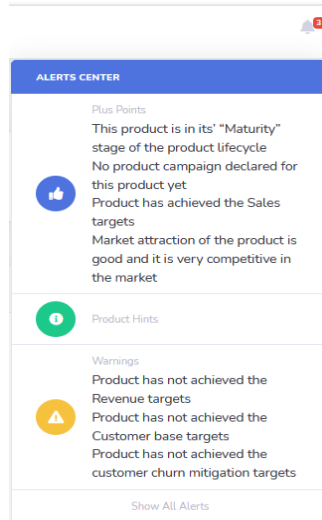 3
ALERTS CENTER
Plus Points
This product is in its' “Maturity”
stage of the product lifecycle
No product campaign declared for
this product yet
Product has achieved the Sales
targets
Market attraction of the product is
good and it is very competitive in
the market
Product Hints
Warnings
Product has not achieved the
Revenue targets
Product has not achieved the
Customer base targets
Product has not achieved the
customer churn mitigation targets
Show All Alerts